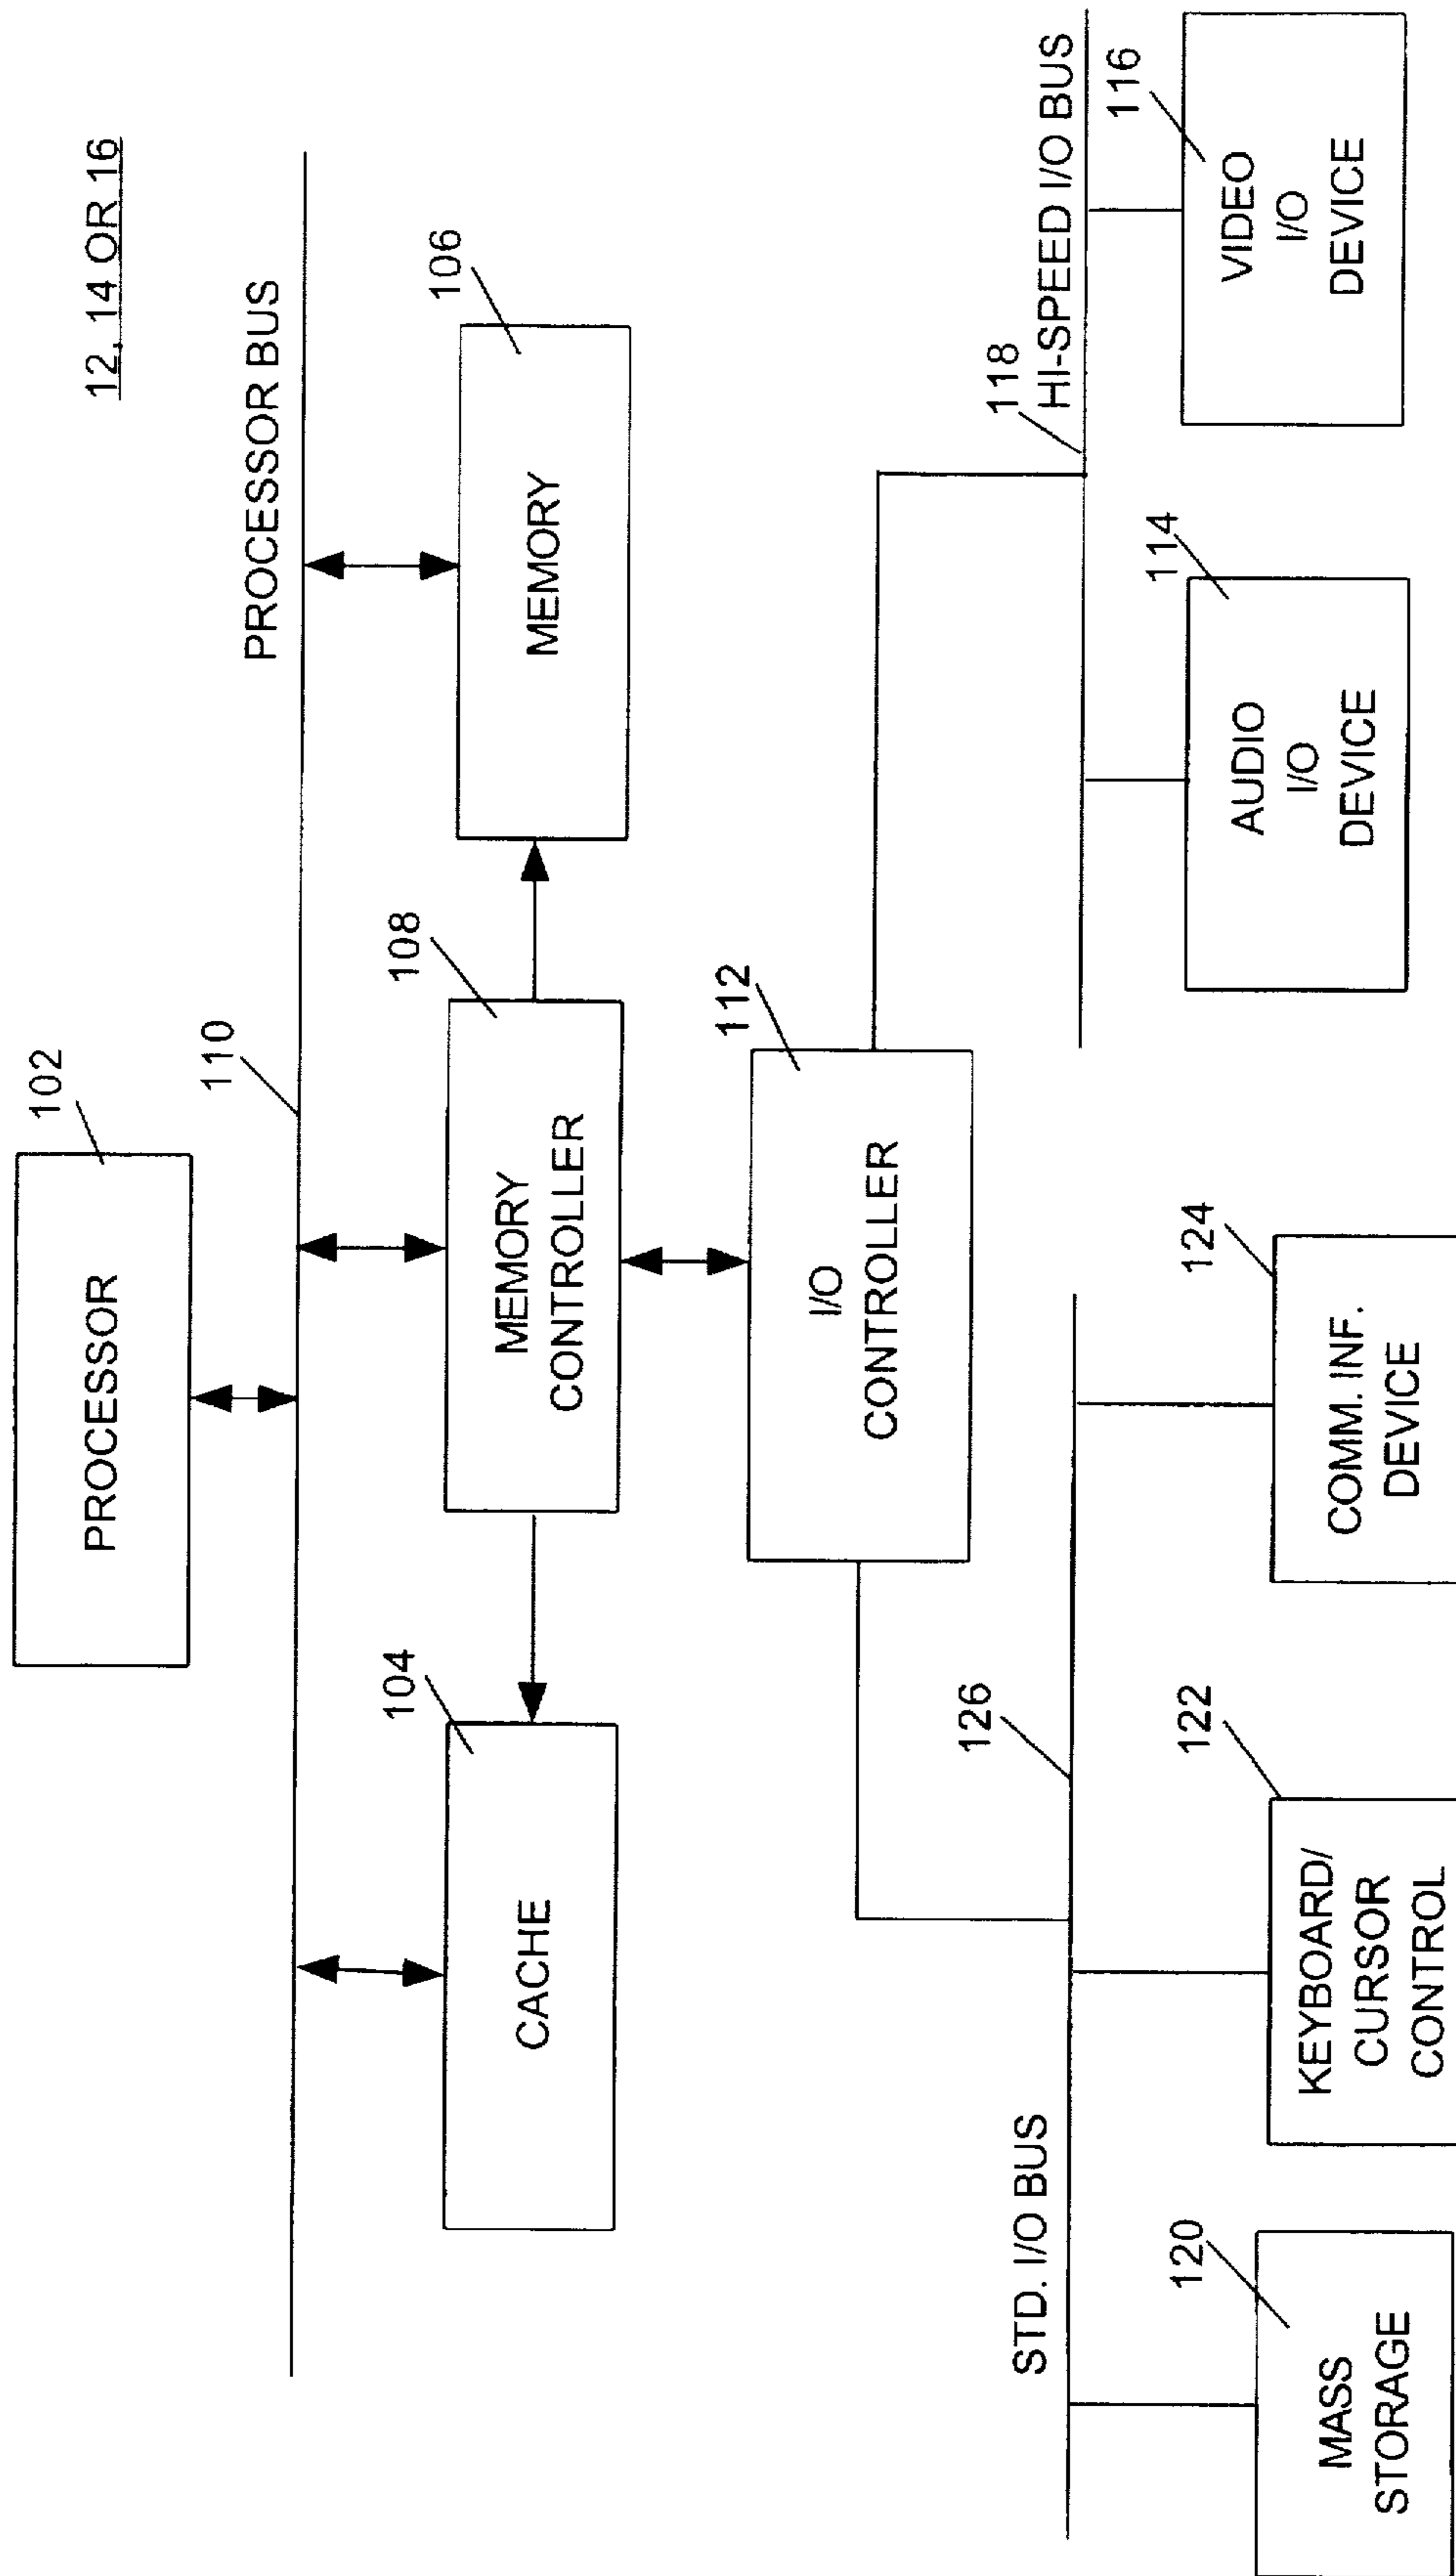 12, 14 OR 16
102
PROCESSOR
110
PROCESSOR BUS
104
108
106
CACHE
MEMORY
CONTROLLER
MEMORY
112
I/O
CONTROLLER
118
STD. I/O BUS
126
HI-SPEED I/O BUS
120
122
124
114
116
MASS
STORAGE
KEYBOARD/
CURSOR
CONTROL
COMM. INF.
DEVICE
AUDIO
I/O
DEVICE
VIDEO
I/O
DEVICE